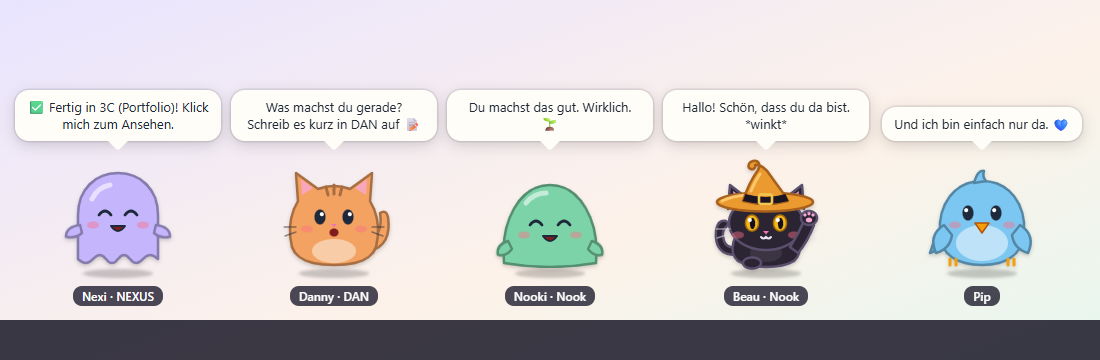 ✅ Fertig in 3C (Portfolio)! Klick
mich zum Ansehen.
Was machst du gerade?
Schreib es kurz in DAN auf 📝
Du machst das gut. Wirklich.
🌱
Hallo! Schön, dass du da bist.
*winkt*
Und ich bin einfach nur da. 💙
Nexi · NEXUS
Danny · DAN
Nooki · Nook
Beau · Nook
Pip